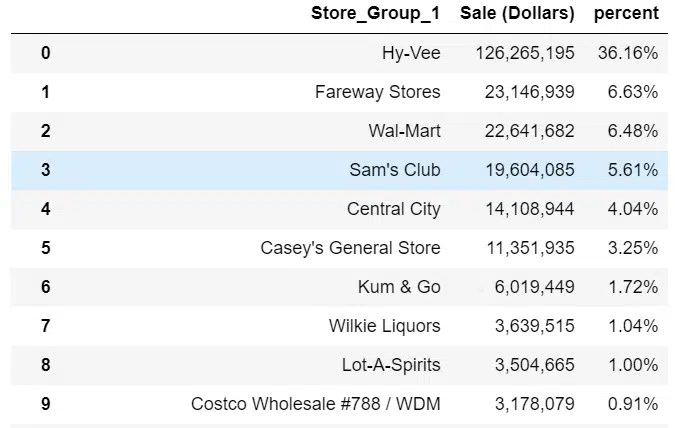 Store_Group_1 Sale (Dollars) percent
0 Hy-Vee 126,265,195 36.16%
1 Fareway Stores 23,146,939 6.63%
2 Wal-Mart 22,641,682 6.48%
3 Sam's Club 19,604,085 5.61%
4 Central City 14,108,944 4.04%
5 Casey's General Store 11,351,935 3.25%
6 Kum & Go 6,019,449 1.72%
7 Wilkie Liquors 3,639,515 1.04%
8 Lot-A-Spirits 3,504,665 1.00%
9 Costco Wholesale #788 / WDM 3,178,079 0.91%